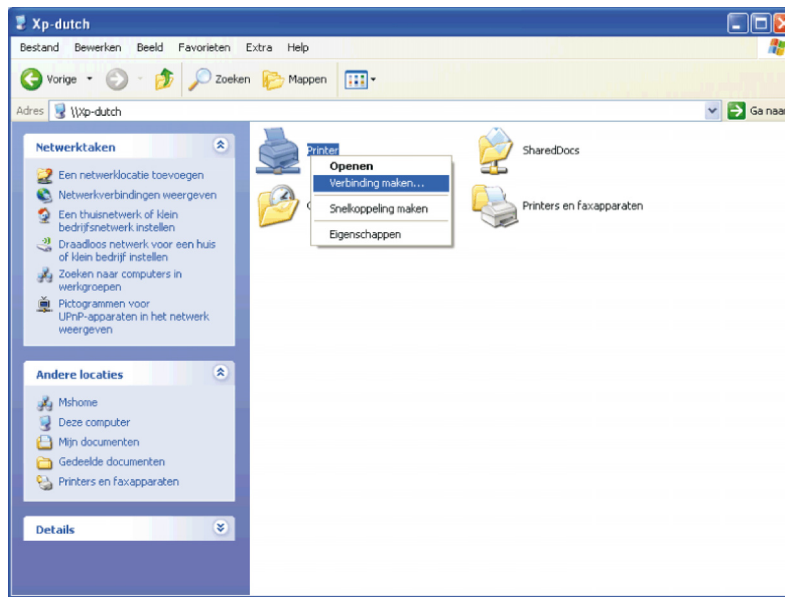 Xp-dutch
Bestand Bewerken Beeld Favorieten Extra Help
Vorige Zoeken Mappen
Adres \\Xp-dutch Ga naar
Netwerktaken
Een netwerklocatie toevoegen
Netwerkverbindingen weergeven
Een thuisnetwerk of klein
bedrijfsnetwerk instellen
Draadloos netwerk voor een huis
of klein bedrijf instellen
Zoeken naar computers in
werkgroepen
Pictogrammen voor
UPnP-apparaten in het netwerk
weergeven
Andere locaties
Mshome
Deze computer
Mijn documenten
Gedeelde documenten
Printers en faxapparaten
Details
Printer
Openen
Verbinding maken...
Snelkoppeling maken
Eigenschappen
SharedDocs
Printers en faxapparaten